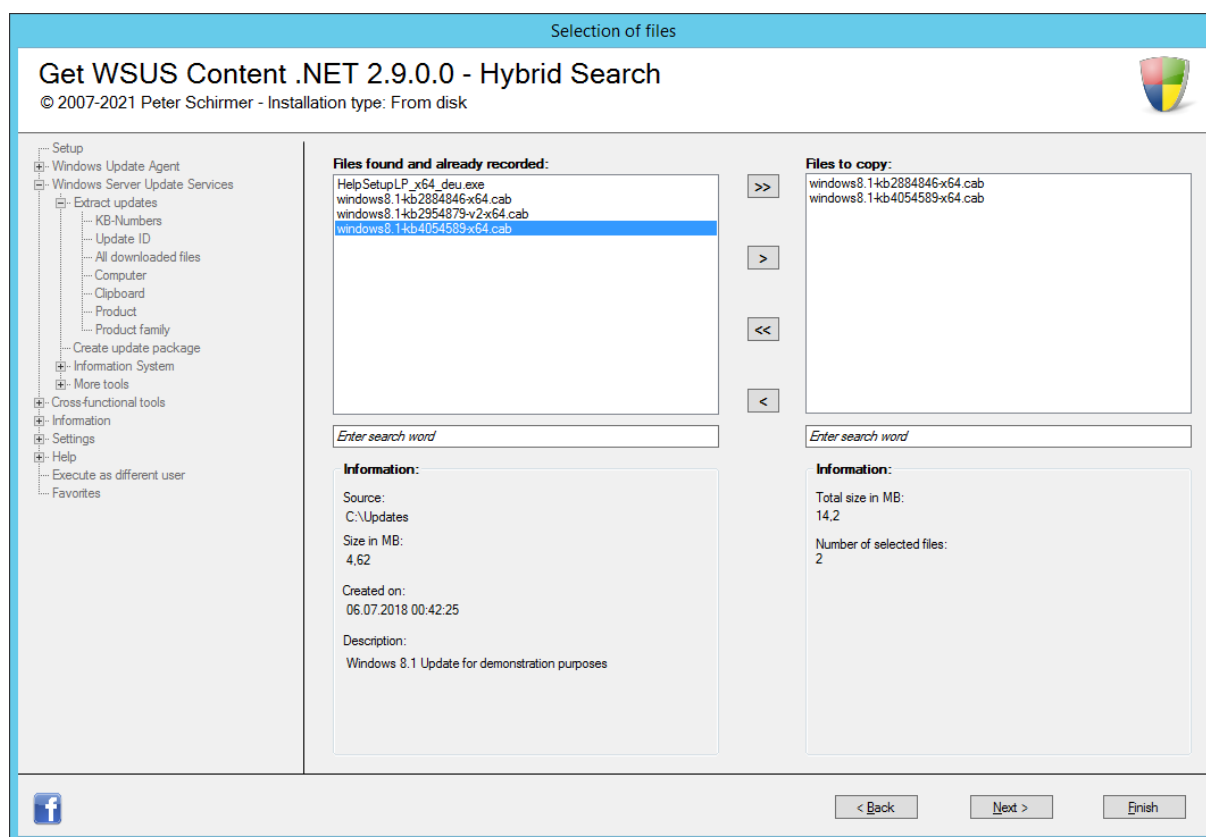 Selection of files
Get WSUS Content .NET 2.9.0.0 - Hybrid Search
© 2007-2021 Peter Schirmer - Installation type: From disk
Setup
Windows Update Agent
Windows Server Update Services
Extract updates
KB-Numbers
Update ID
All downloaded files
Computer
Clipboard
Product
Product family
Create update package
Information System
More tools
Cross-functional tools
Information
Settings
Help
Execute as different user
Favorites
Files found and already recorded:
HelpSetupLP_x64_deu.exe
windows8.1-kb2884846-x64.cab
windows8.1-kb2954879-v2-x64.cab
windows8.1-kb4054589-x64.cab
Enter search word
Information:
Source:
C:\Updates
Size in MB:
4,62
Created on:
06.07.2018 00:42:25
Description:
Windows 8.1 Update for demonstration purposes
>>
>
<<
<
Files to copy:
windows8.1-kb2884846-x64.cab
windows8.1-kb4054589-x64.cab
Enter search word
Information:
Total size in MB:
14,2
Number of selected files:
2
< Back
Next >
Finish